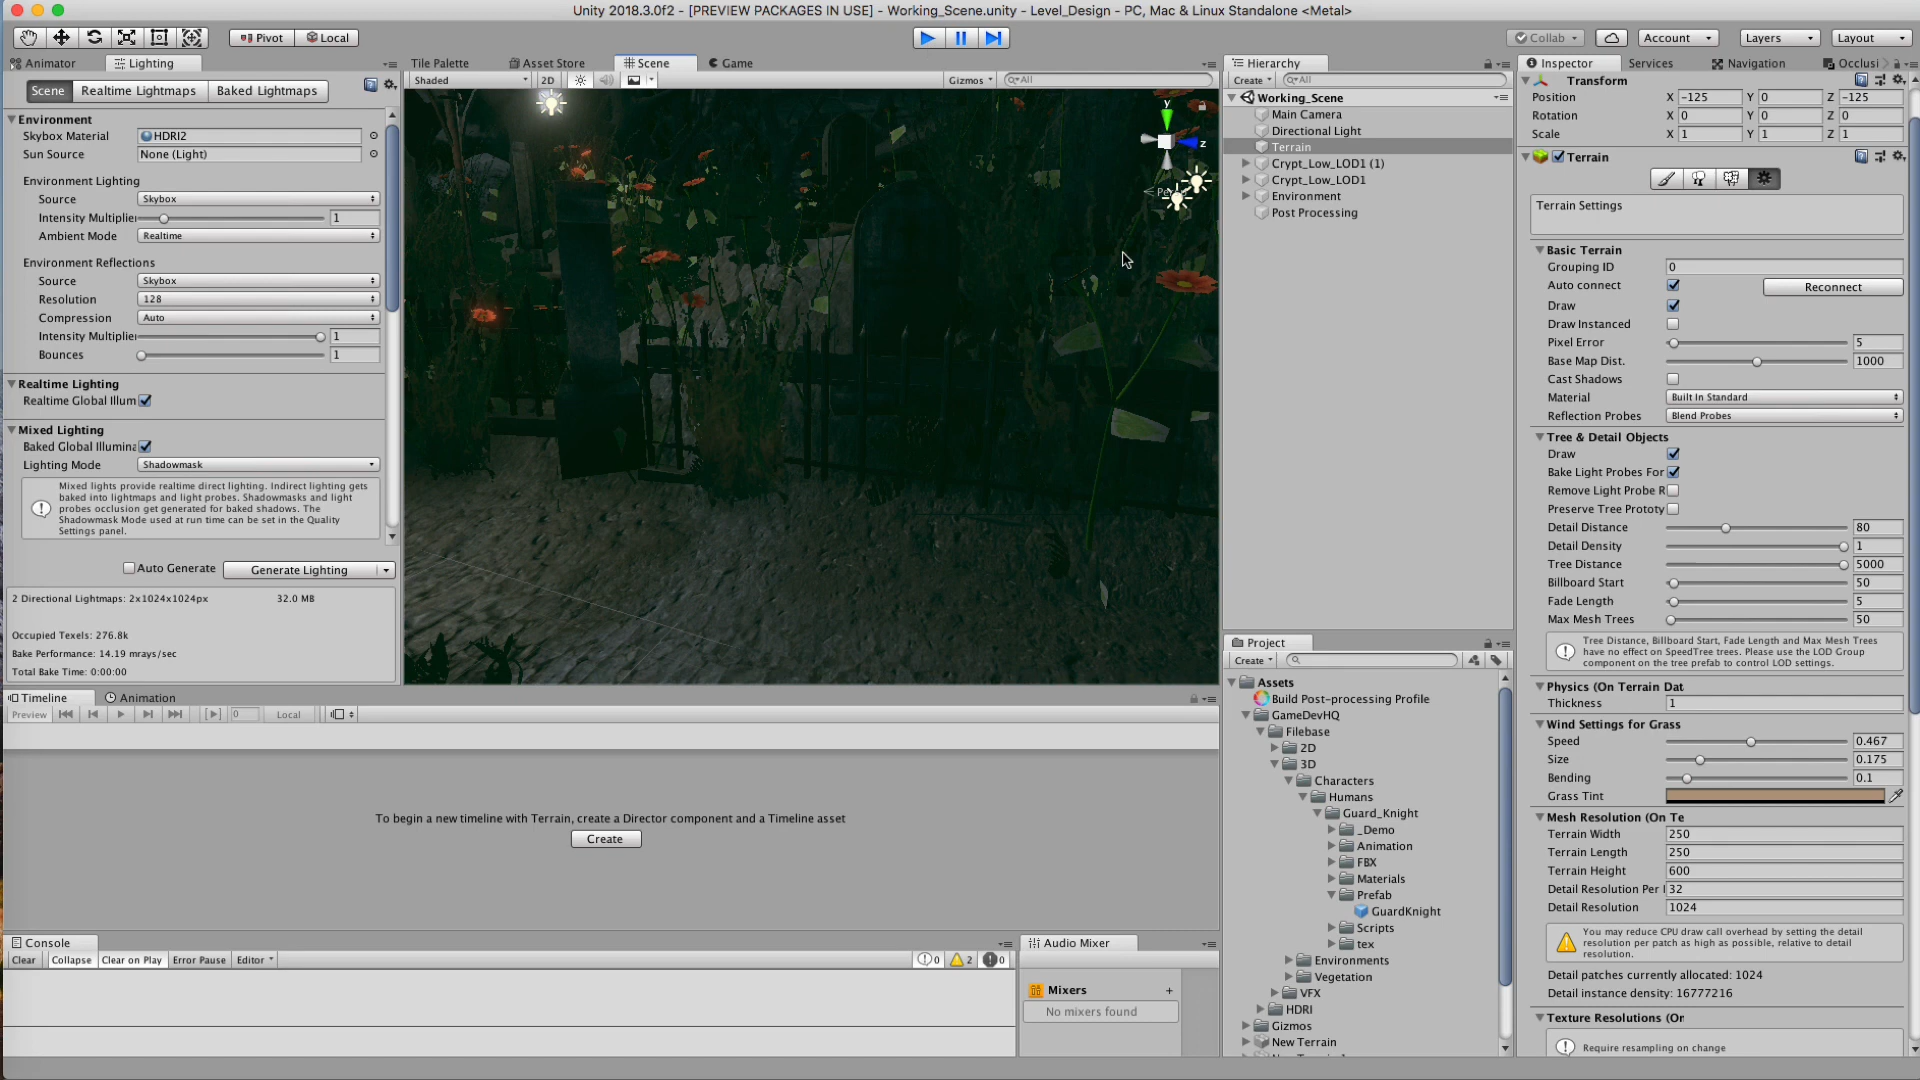 Unity 2018.3.0f2 - [PREVIEW PACKAGES IN USE] - Working_Scene.unity - Level_Design - PC, Mac & Linux Standalone <Metal>
Pivot Local Collab Account Layers Layout
Animator Lighting
Scene Realtime Lightmaps Baked Lightmaps
Environment
Skybox Material HDRI2
Sun Source None (Light)
Environment Lighting
Source Skybox
Intensity Multiplie 1
Ambient Mode Realtime
Environment Reflections
Source Skybox
Resolution 128
Compression Auto
Intensity Multiplie 1
Bounces 1
Realtime Lighting
Realtime Global Illum
Mixed Lighting
Baked Global Illumina
Lighting Mode Shadowmask
Mixed lights provide realtime direct lighting. Indirect lighting gets
baked into lightmaps and light probes. Shadowmasks and light
probes occlusion get generated for baked shadows. The
Shadowmask Mode used at run time can be set in the Quality
Settings panel.
Auto Generate Generate Lighting
2 Directional Lightmaps: 2x1024x1024px 32.0 MB
Occupied Texels: 276.8k
Bake Performance: 14.19 mrays/sec
Total Bake Time: 0:00:00
Tile Palette Asset Store Scene Game
Shaded 2D Gizmos All
y
z
Timeline Animation
Preview 0 Local
To begin a new timeline with Terrain, create a Director component and a Timeline asset
Create
Console
Clear Collapse Clear on Play Error Pause Editor 0 2 0
Audio Mixer
Mixers +
No mixers found
Hierarchy
Create All
Working_Scene
Main Camera
Directional Light
Terrain
Crypt_Low_LOD1 (1)
Crypt_Low_LOD1
Environment
Post Processing
Project
Create
Assets
Build Post-processing Profile
GameDevHQ
Filebase
2D
3D
Characters
Humans
Guard_Knight
_Demo
Animation
FBX
Materials
Prefab
GuardKnight
Scripts
tex
Environments
Vegetation
VFX
HDRI
Gizmos
New Terrain
Inspector Services Navigation Occlusi
Transform
Position X -125 Y 0 Z -125
Rotation X 0 Y 0 Z 0
Scale X 1 Y 1 Z 1
Terrain
Terrain Settings
Basic Terrain
Grouping ID 0
Auto connect Reconnect
Draw
Draw Instanced
Pixel Error 5
Base Map Dist. 1000
Cast Shadows
Material Built In Standard
Reflection Probes Blend Probes
Tree & Detail Objects
Draw
Bake Light Probes For
Remove Light Probe R
Preserve Tree Prototy
Detail Distance 80
Detail Density 1
Tree Distance 5000
Billboard Start 50
Fade Length 5
Max Mesh Trees 50
Tree Distance, Billboard Start, Fade Length and Max Mesh Trees
have no effect on SpeedTree trees. Please use the LOD Group
component on the tree prefab to control LOD settings.
Physics (On Terrain Dat
Thickness 1
Wind Settings for Grass
Speed 0.467
Size 0.175
Bending 0.1
Grass Tint
Mesh Resolution (On Te
Terrain Width 250
Terrain Length 250
Terrain Height 600
Detail Resolution Per 32
Detail Resolution 1024
You may reduce CPU draw call overhead by setting the detail
resolution per patch as high as possible, relative to detail
resolution.
Detail patches currently allocated: 1024
Detail instance density: 16777216
Texture Resolutions (Or
Require resampling on change